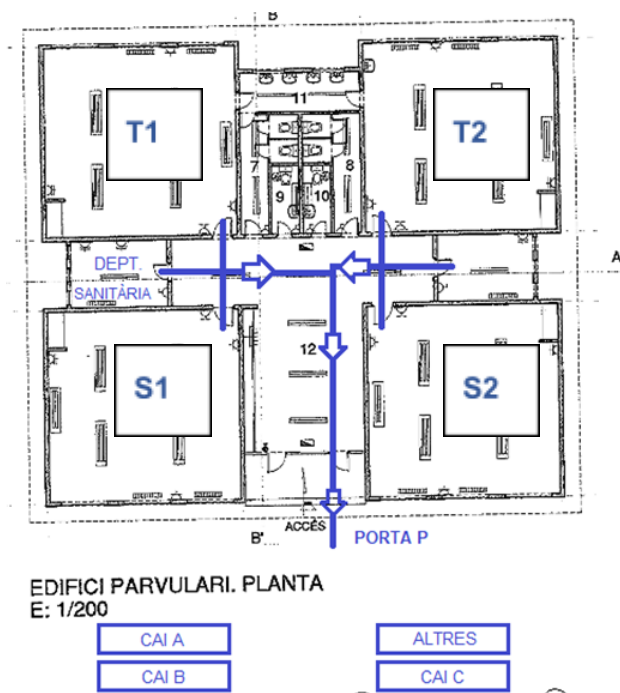 B
11
T1
T2
7
8
9
10
DEPT.
SANITÀRIA
A
12
S1
S2
ACCÉS
B'
PORTA P
EDIFICI PARVULARI. PLANTA
E: 1/200
CAI A
ALTRES
CAI B
CAI C